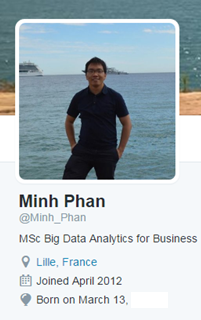 Minh Phan
@Minh_Phan
MSc Big Data Analytics for Business
Lille, France
Joined April 2012
Born on March 13,